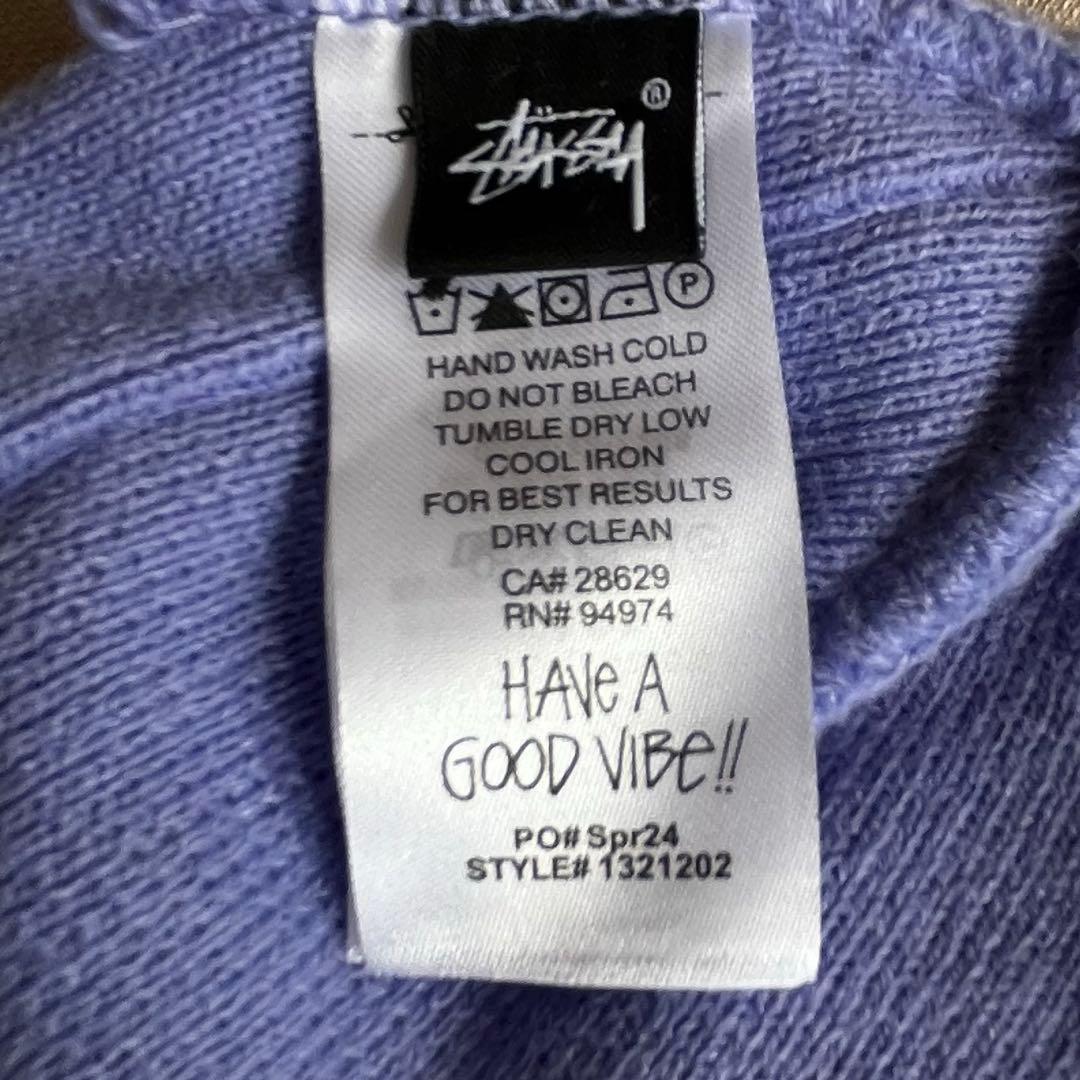 STÜSSY ®
P
HAND WASH COLD
DO NOT BLEACH
TUMBLE DRY LOW
COOL IRON
FOR BEST RESULTS
DRY CLEAN
CA# 28629
RN# 94974
HAVe A
GOOD VIBe!!
PO# Spr24
STYLE# 1321202